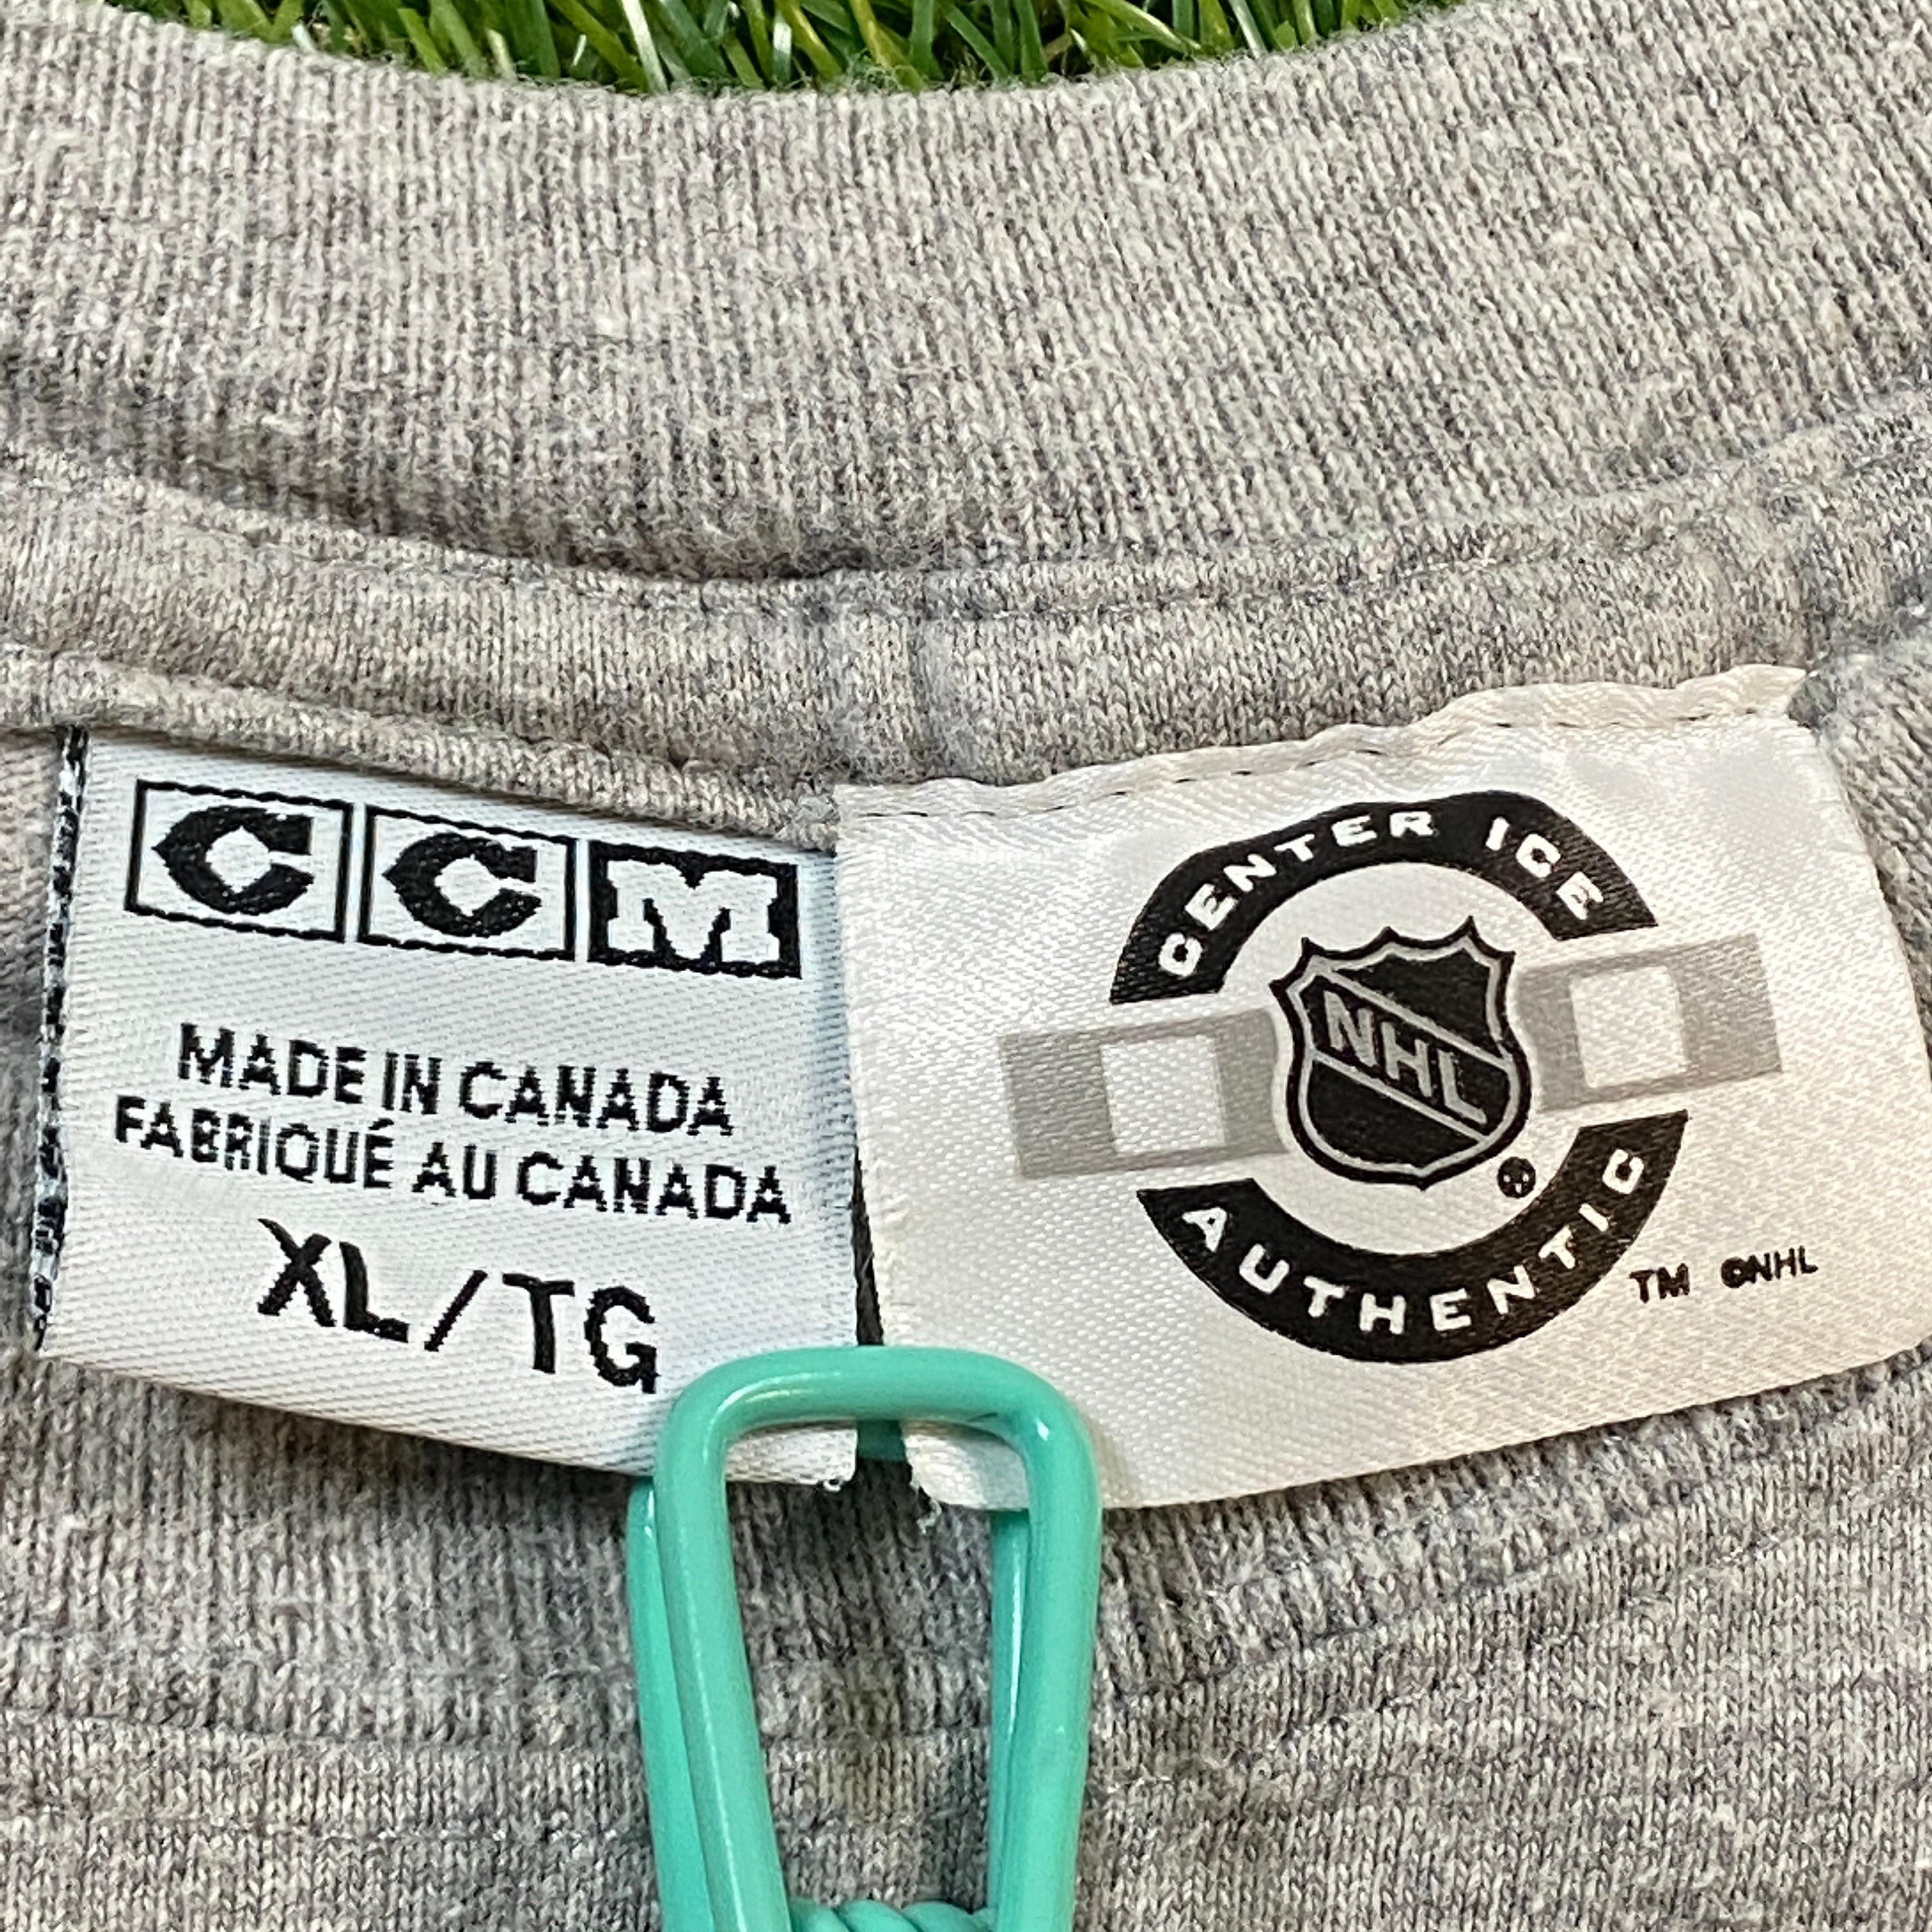 CCM
MADE IN CANADA
FABRIQUÉ AU CANADA
XL/TG
CENTER ICE
NHL
®
AUTHENTIC
TM ©NHL